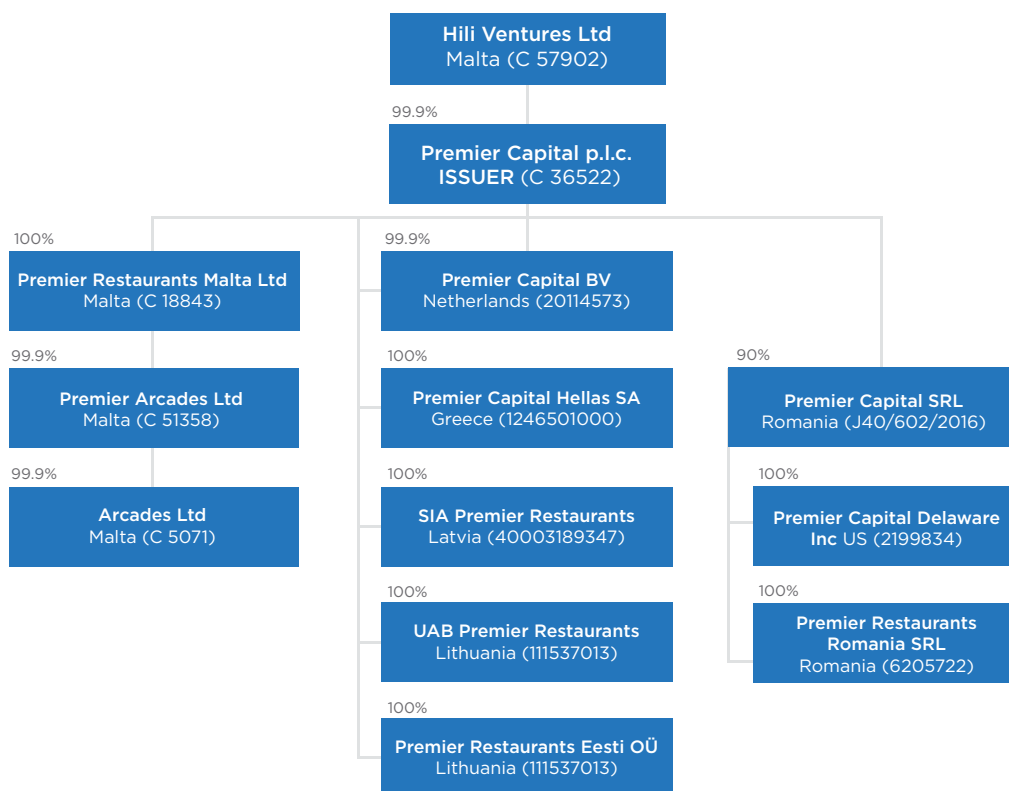 Hili Ventures Ltd
Malta (C 57902)
99.9%
Premier Capital p.l.c.
ISSUER (C 36522)
100%
Premier Restaurants Malta Ltd
Malta (C 18843)
99.9%
Premier Arcades Ltd
Malta (C 51358)
99.9%
Arcades Ltd
Malta (C 5071)
99.9%
Premier Capital BV
Netherlands (20114573)
100%
Premier Capital Hellas SA
Greece (1246501000)
100%
SIA Premier Restaurants
Latvia (40003189347)
100%
UAB Premier Restaurants
Lithuania (111537013)
100%
Premier Restaurants Eesti OÜ
Lithuania (111537013)
90%
Premier Capital SRL
Romania (J40/602/2016)
100%
Premier Capital Delaware
Inc US (2199834)
100%
Premier Restaurants
Romania SRL
Romania (6205722)